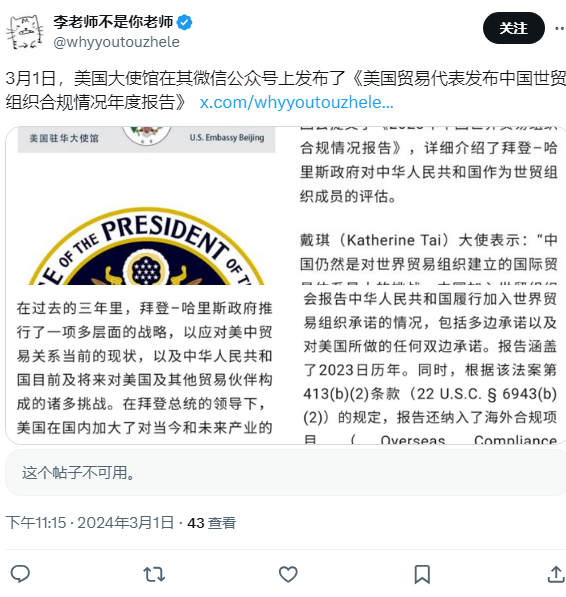 李老师不是你老师
@whyyoutouzhele
关注
3月1日，美国大使馆在其微信公众号上发布了《美国贸易代表发布中国世贸
组织合规情况年度报告》 x.com/whyyoutouzhele...
美国驻华大使馆
U.S. Embassy Beijing
OF THE PRESIDENT OF
在过去的三年里，拜登–哈里斯政府推
行了一项多层面的战略，以应对美中贸
易关系当前的现状，以及中华人民共和
国目前及将来对美国及其他贸易伙伴构
成的诸多挑战。在拜登总统的领导下，
美国在国内加大了对当今和未来产业的
合规情况报告》，详细介绍了拜登–哈
里斯政府对中华人民共和国作为世贸组
织成员的评估。
戴琪（Katherine Tai）大使表示：“中
国仍然是对世界贸易组织建立的国际贸
会报告中华人民共和国履行加入世界贸
易组织承诺的情况，包括多边承诺以及
对美国所做的任何双边承诺。报告涵盖
了2023日历年。同时，根据该法案第
413(b)(2)条款（22 U.S.C. § 6943(b)
(2)）的规定，报告还纳入了海外合规项
目（Overseas Compliance
这个帖子不可用。
下午11:15 · 2024年3月1日 · 43 查看